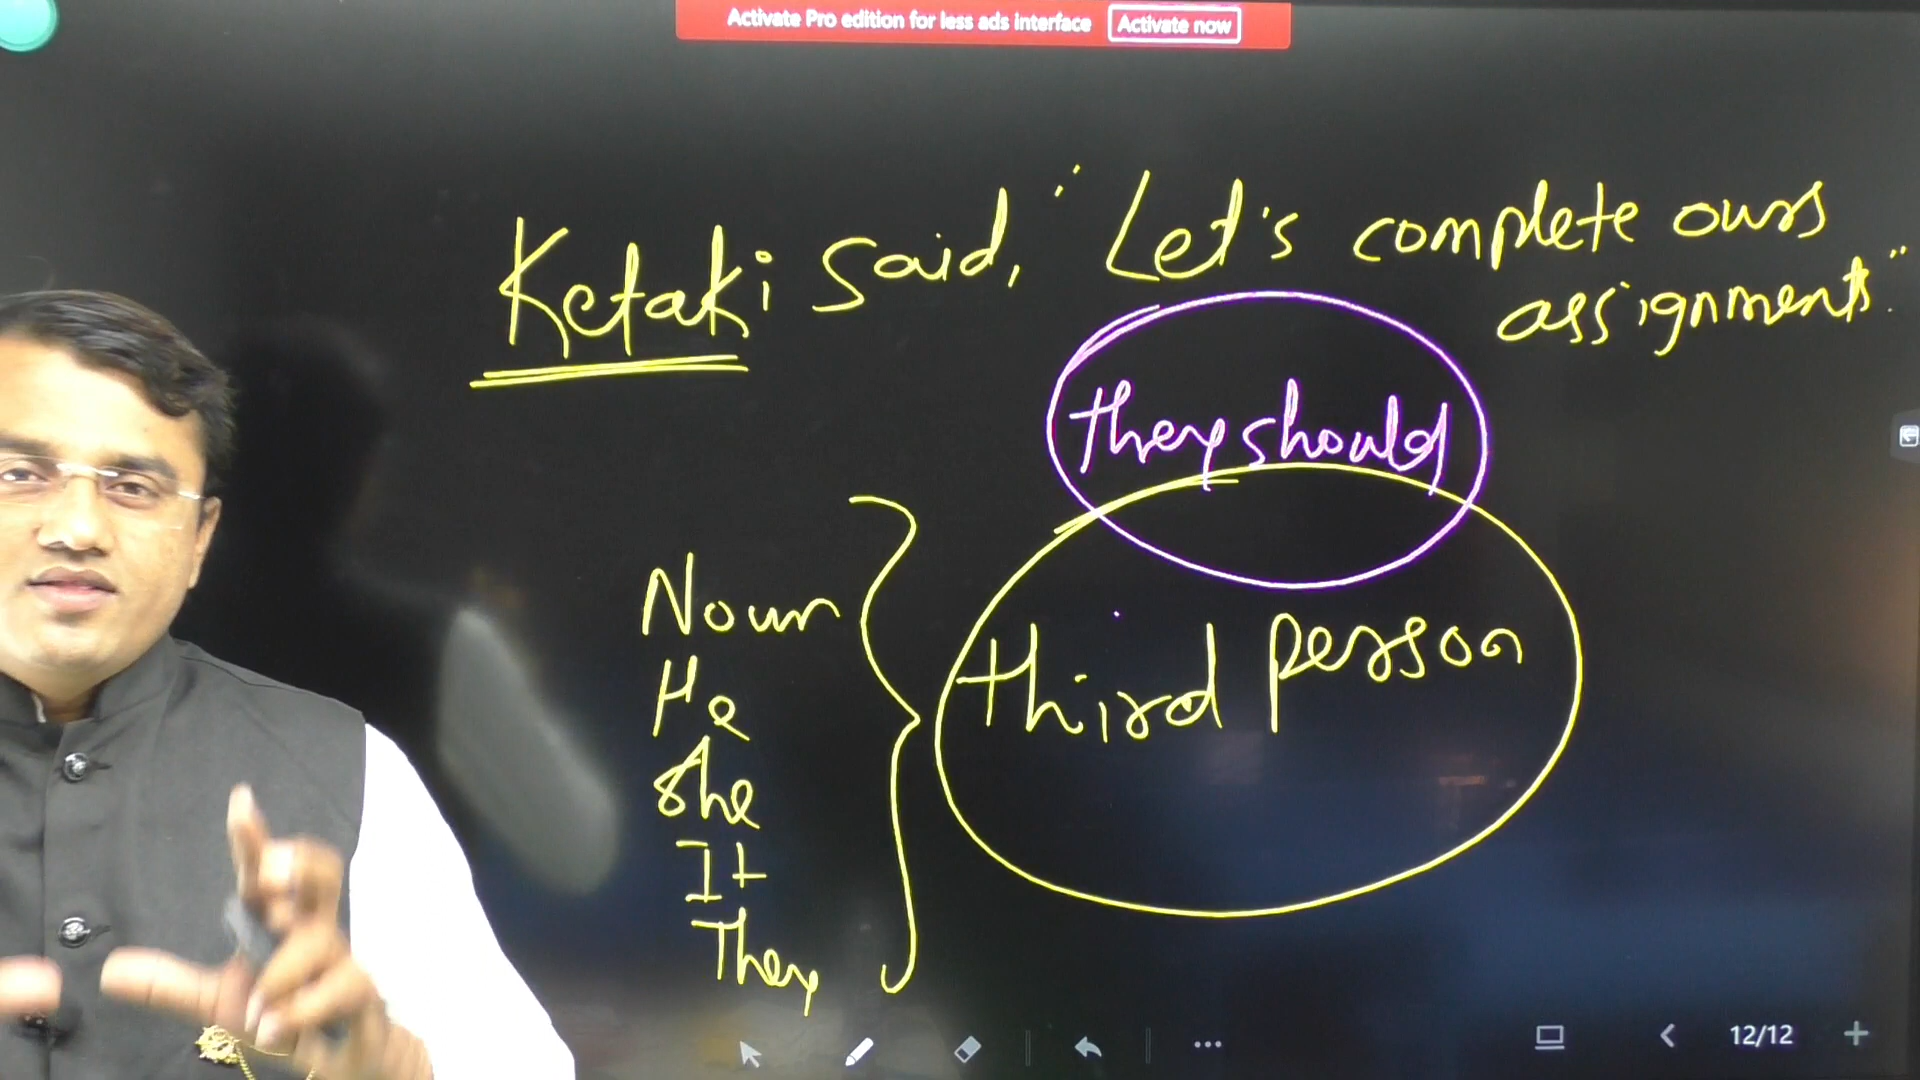 Activate Pro edition for less ads interface Activate now
Ketaki said, "Let's complete ours
assignments."
they should
Noun
He
She
It
They
third person
12/12